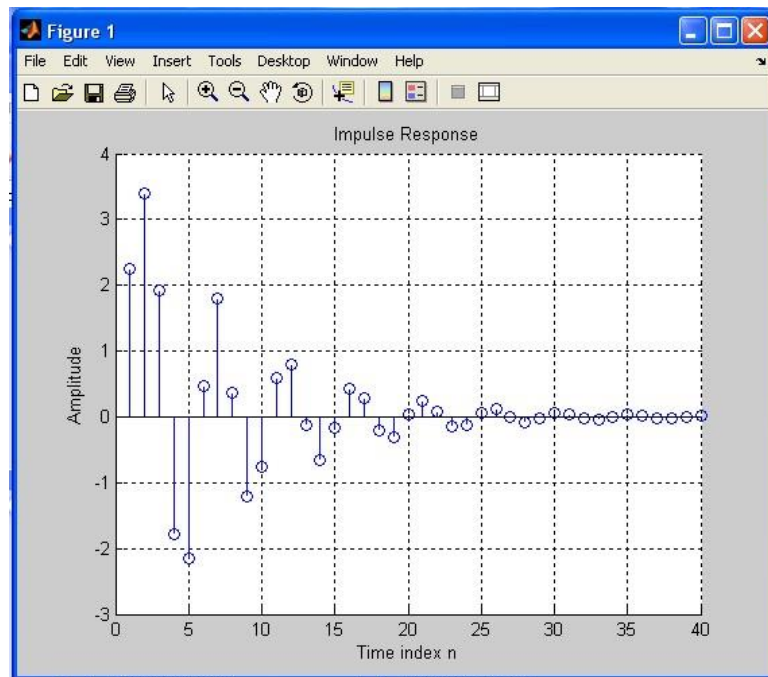 Figure 1
File Edit View Insert Tools Desktop Window Help
Impulse Response
4
3
2
1
0
-1
-2
-3
Amplitude
0 5 10 15 20 25 30 35 40
Time index n